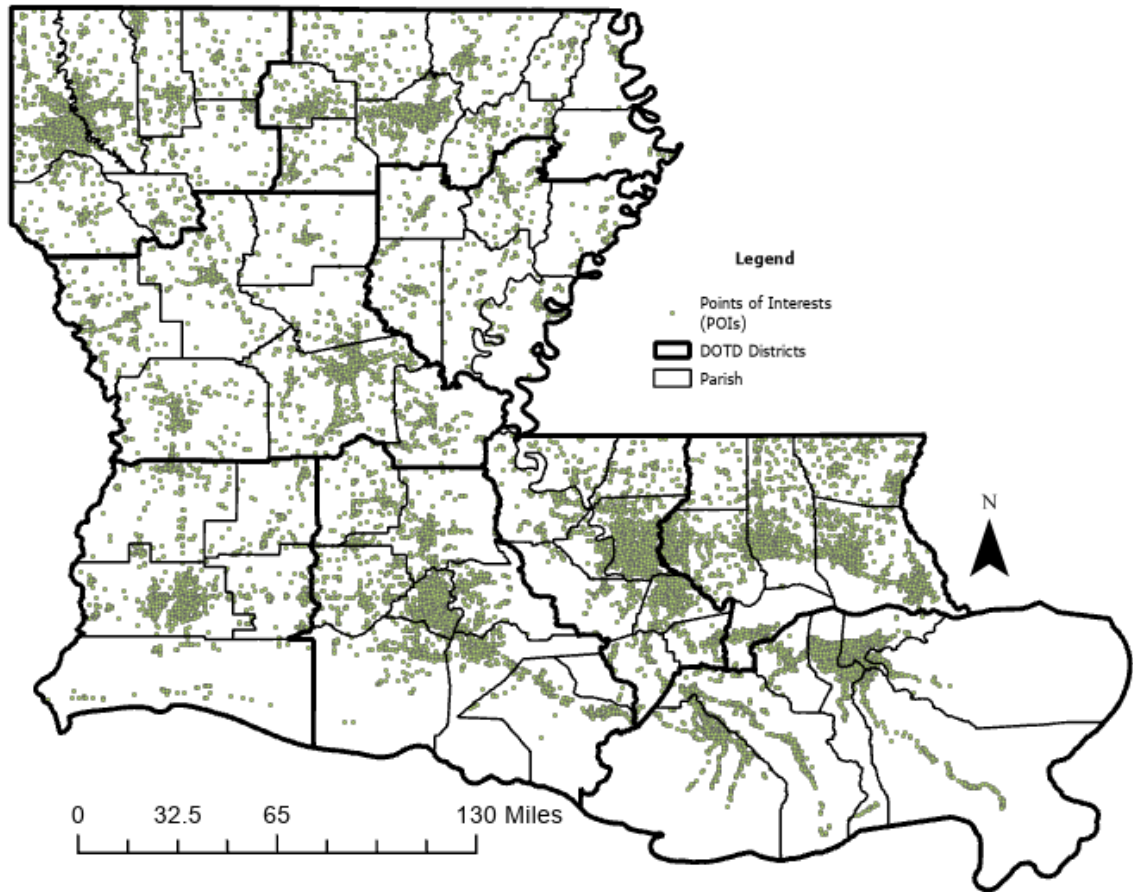 Legend
Points of Interests
(POIs)
DOTD Districts
Parish
N
0 32.5 65 130 Miles